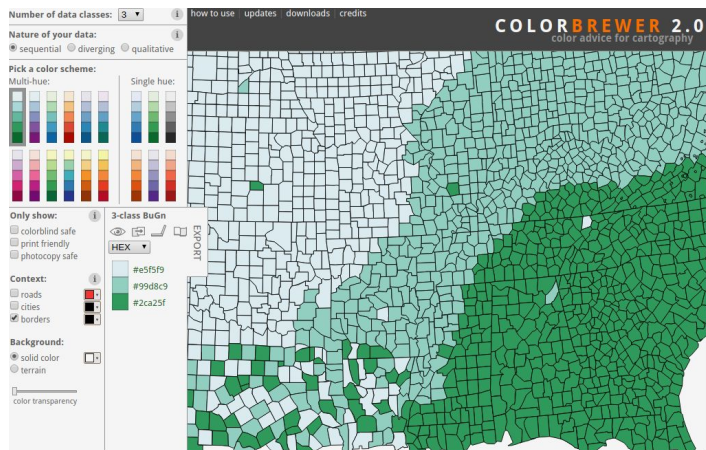 Number of data classes: 3 i
how to use | updates | downloads | credits
COLORBREWER 2.0
color advice for cartography
Nature of your data: i
sequential diverging qualitative
Pick a color scheme:
Multi-hue: Single hue:
Only show: i
colorblind safe
print friendly
photocopy safe
Context: i
roads
cities
borders
Background:
solid color
terrain
color transparency
3-class BuGn
HEX
EXPORT
#e5f5f9
#99d8c9
#2ca25f